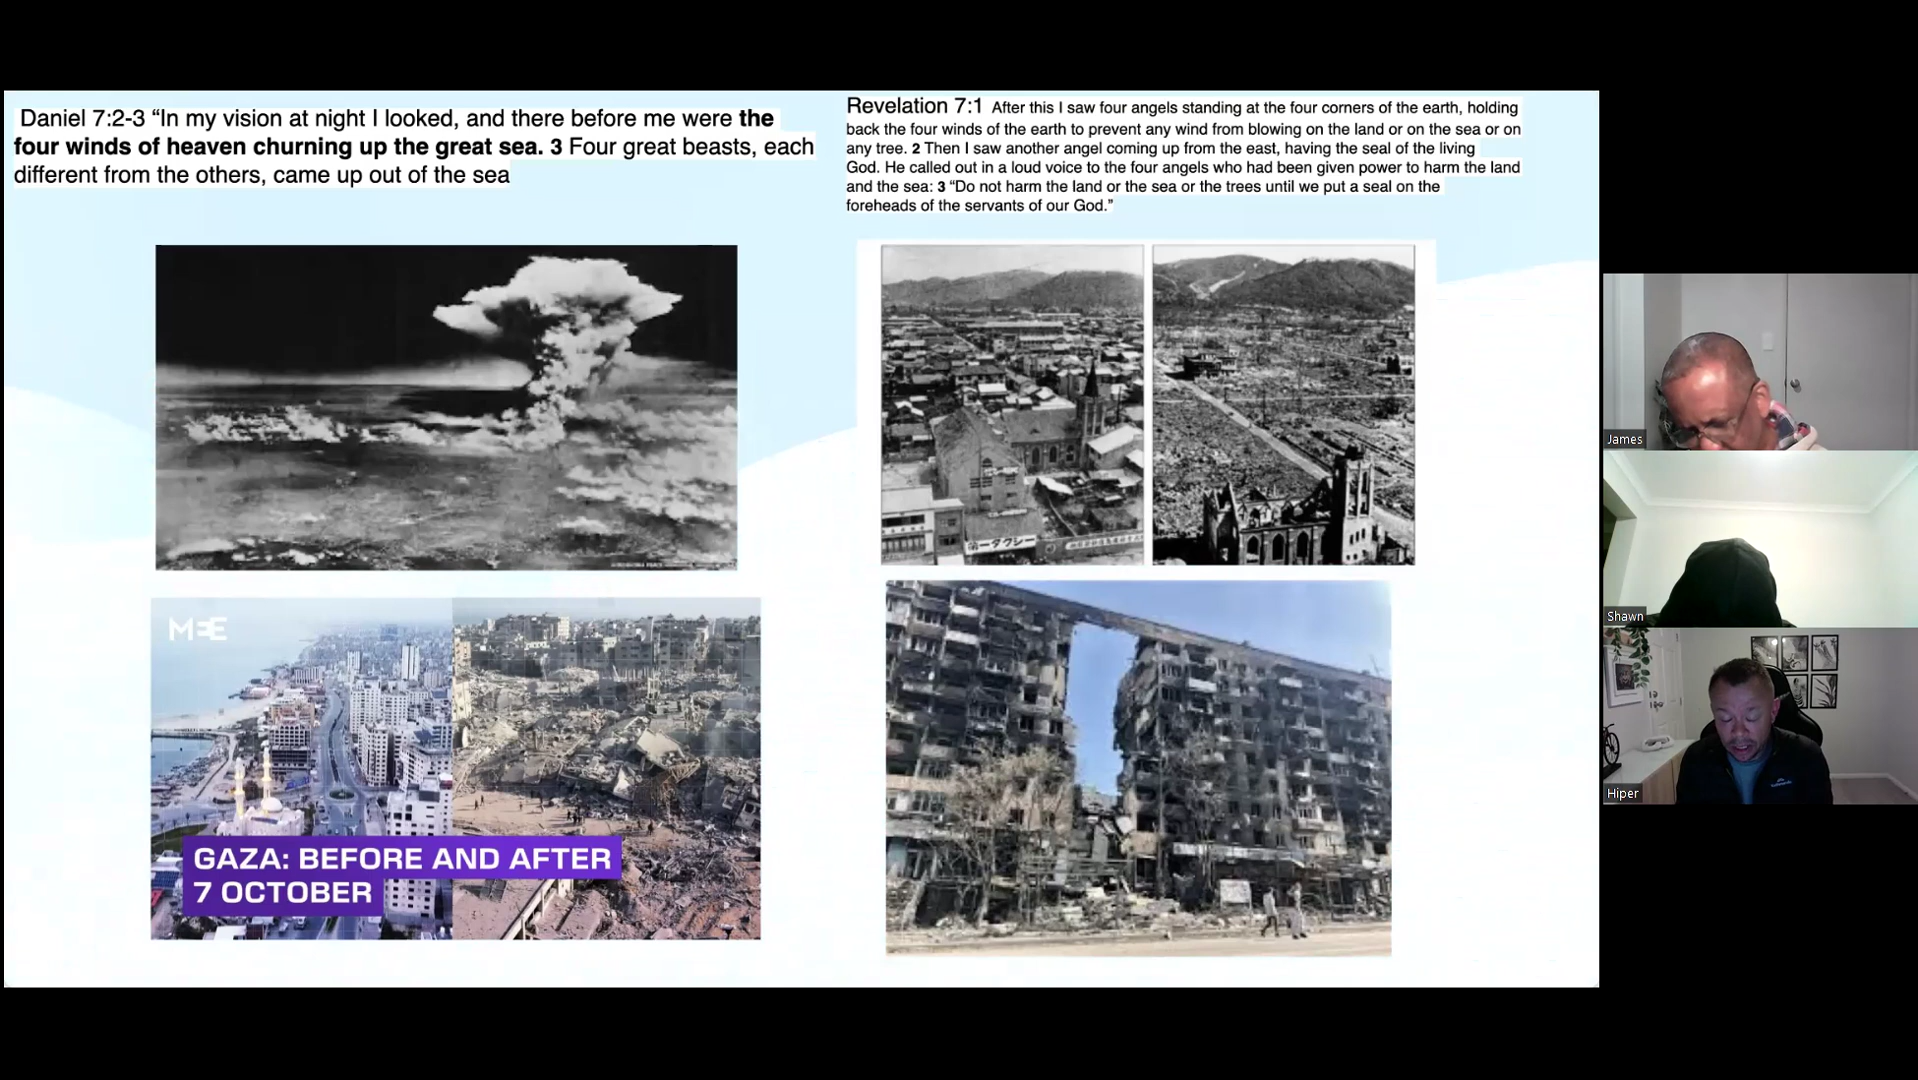 Daniel 7:2-3 “In my vision at night I looked, and there before me were the
four winds of heaven churning up the great sea. 3 Four great beasts, each
different from the others, came up out of the sea
Revelation 7:1 After this I saw four angels standing at the four corners of the earth, holding
back the four winds of the earth to prevent any wind from blowing on the land or on the sea or on
any tree. 2 Then I saw another angel coming up from the east, having the seal of the living
God. He called out in a loud voice to the four angels who had been given power to harm the land
and the sea: 3 “Do not harm the land or the sea or the trees until we put a seal on the
foreheads of the servants of our God.”
第一タクシー
MEE
GAZA: BEFORE AND AFTER
7 OCTOBER
James
Shawn
Hiper